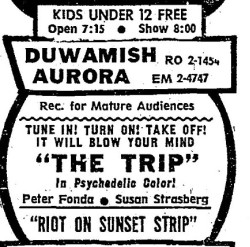 KIDS UNDER 12 FREE
Open 7:15 ● Show 8:00
DUWAMISH RO 2-1454
AURORA EM 2-4747
Rec. for Mature Audiences
TUNE IN! TURN ON! TAKE OFF!
IT WILL BLOW YOUR MIND
"THE TRIP"
In Psychedelic Color!
Peter Fonda ● Susan Strasberg
"RIOT ON SUNSET STRIP"